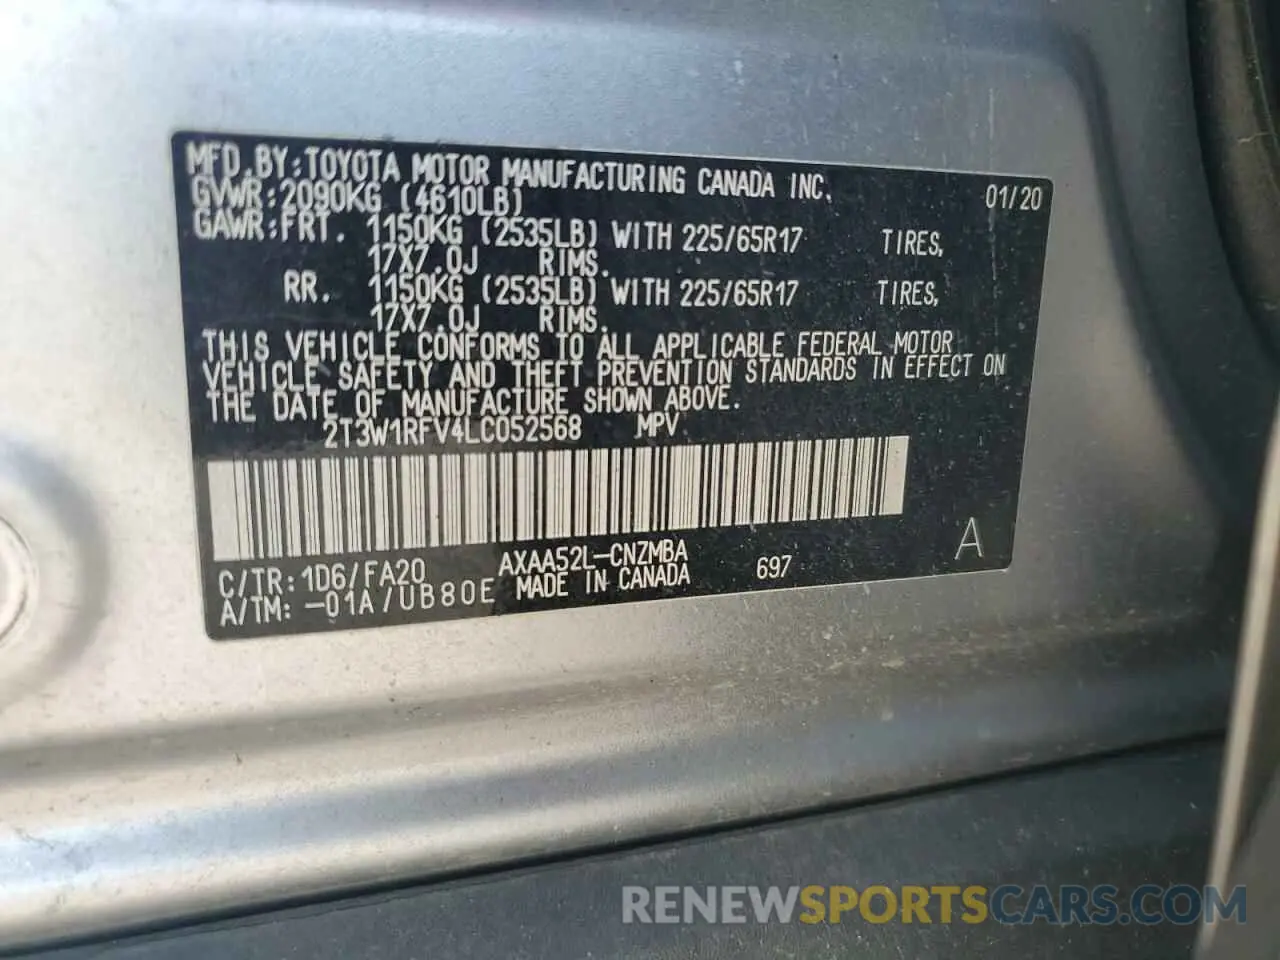 MFD.BY:TOYOTA MOTOR MANUFACTURING CANADA INC. 01/20
GVWR:2090KG (4610LB)
GAWR:FRT. 1150KG (2535LB) WITH 225/65R17 TIRES,
17X7.0J RIMS.
RR. 1150KG (2535LB) WITH 225/65R17 TIRES,
17X7.0J RIMS.
THIS VEHICLE CONFORMS TO ALL APPLICABLE FEDERAL MOTOR
VEHICLE SAFETY AND THEFT PREVENTION STANDARDS IN EFFECT ON
THE DATE OF MANUFACTURE SHOWN ABOVE.
2T3W1RFV4LC052568 MPV
C/TR:1D6/FA20 AXAA52L-CNZMBA 697 A
A/TM:-01A/UB80E MADE IN CANADA
RENEWSPORTSCARS.COM